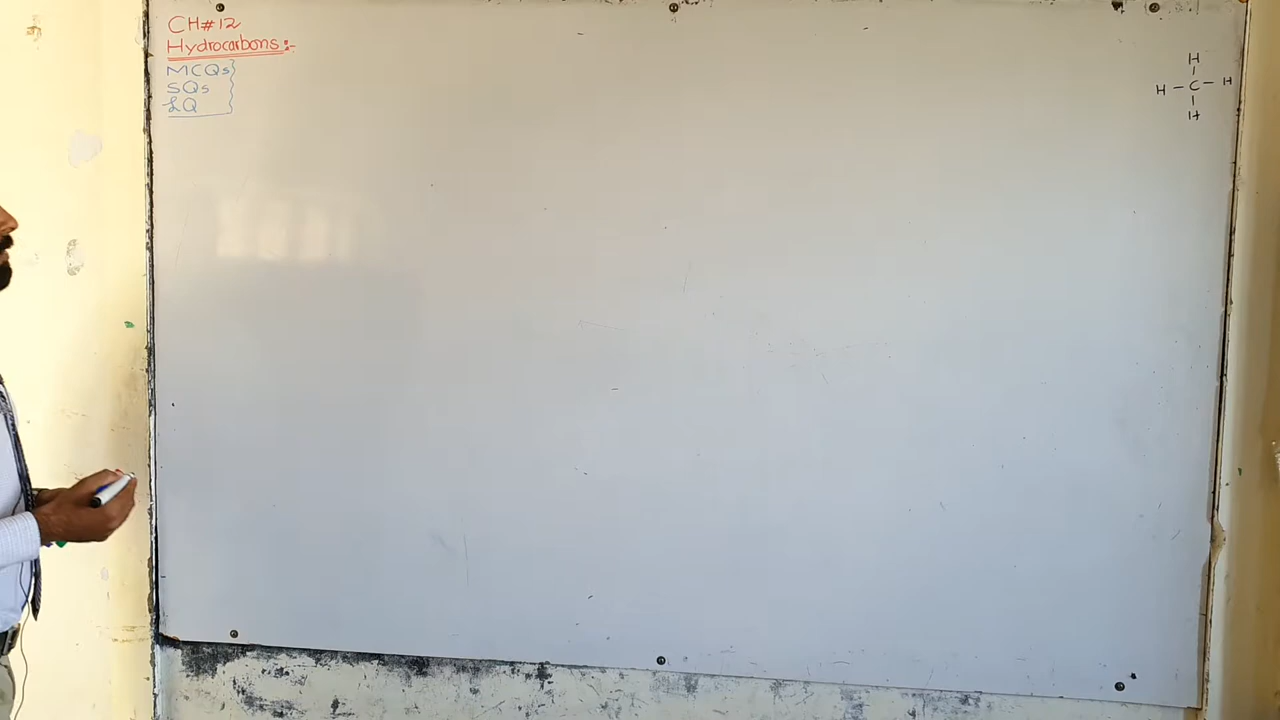 CH#12
Hydrocarbons:-
MCQs
SQs
LQ
H
H - C - H
H